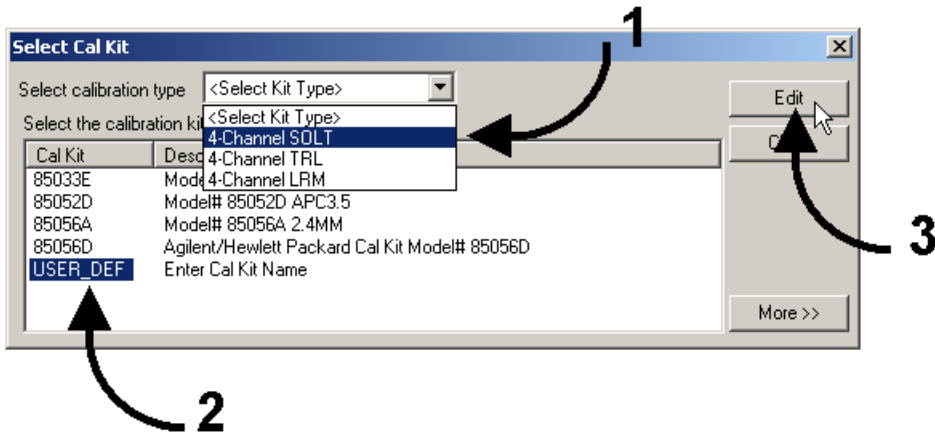 1
Select Cal Kit
Select calibration type <Select Kit Type>
Edit
Select the calibration ki
<Select Kit Type>
4-Channel SOLT
4-Channel TRL
4-Channel LRM
Cal Kit
85033E
85052D Model# 85052D APC3.5
85056A Model# 85056A 2.4MM
85056D Agilent/Hewlett Packard Cal Kit Model# 85056D
USER_DEF Enter Cal Kit Name
3
More >>
2